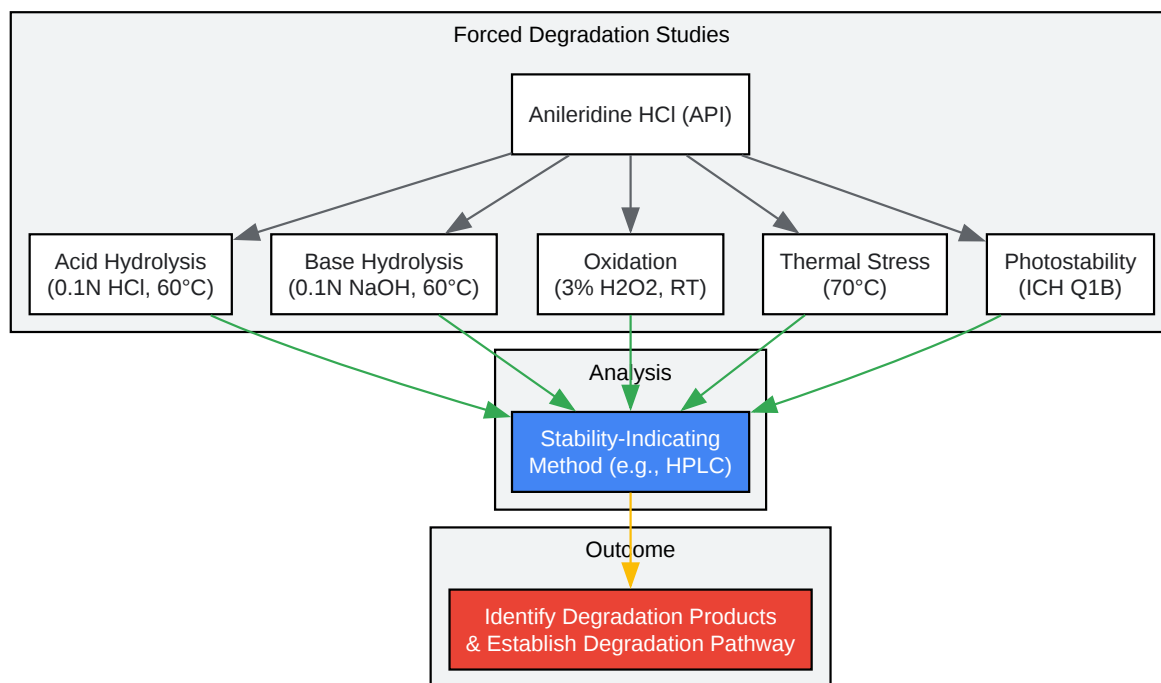 Forced Degradation Studies
Anileridine HCl (API)
Acid Hydrolysis
(0.1N HCl, 60°C)
Base Hydrolysis
(0.1N NaOH, 60°C)
Oxidation
(3% H2O2, RT)
Thermal Stress
(70°C)
Photostability
(ICH Q1B)
Analysis
Stability-Indicating
Method (e.g., HPLC)
Outcome
Identify Degradation Products
& Establish Degradation Pathway